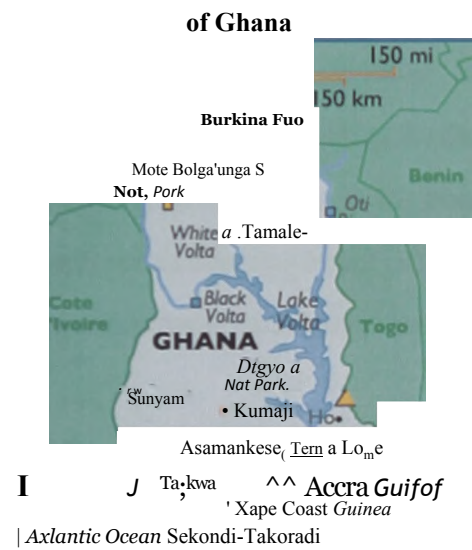 of Ghana
150 mi
150 km
Burkina Fuo
Mote Bolga'unga S
Not, Pork
Benin
Oti
White a .Tamale-
Volta
Cote
Black
Lake
'Ivoire
Volta
Volta
Togo
GHANA
Dtgyo a
Nat Park.
Sunyam
• Kumaji
Ho•
Asamankese( Tern a Lome
I J Ta;kwa ^^ Accra Guifof
' Xape Coast Guinea
| Axlantic Ocean Sekondi-Takoradi